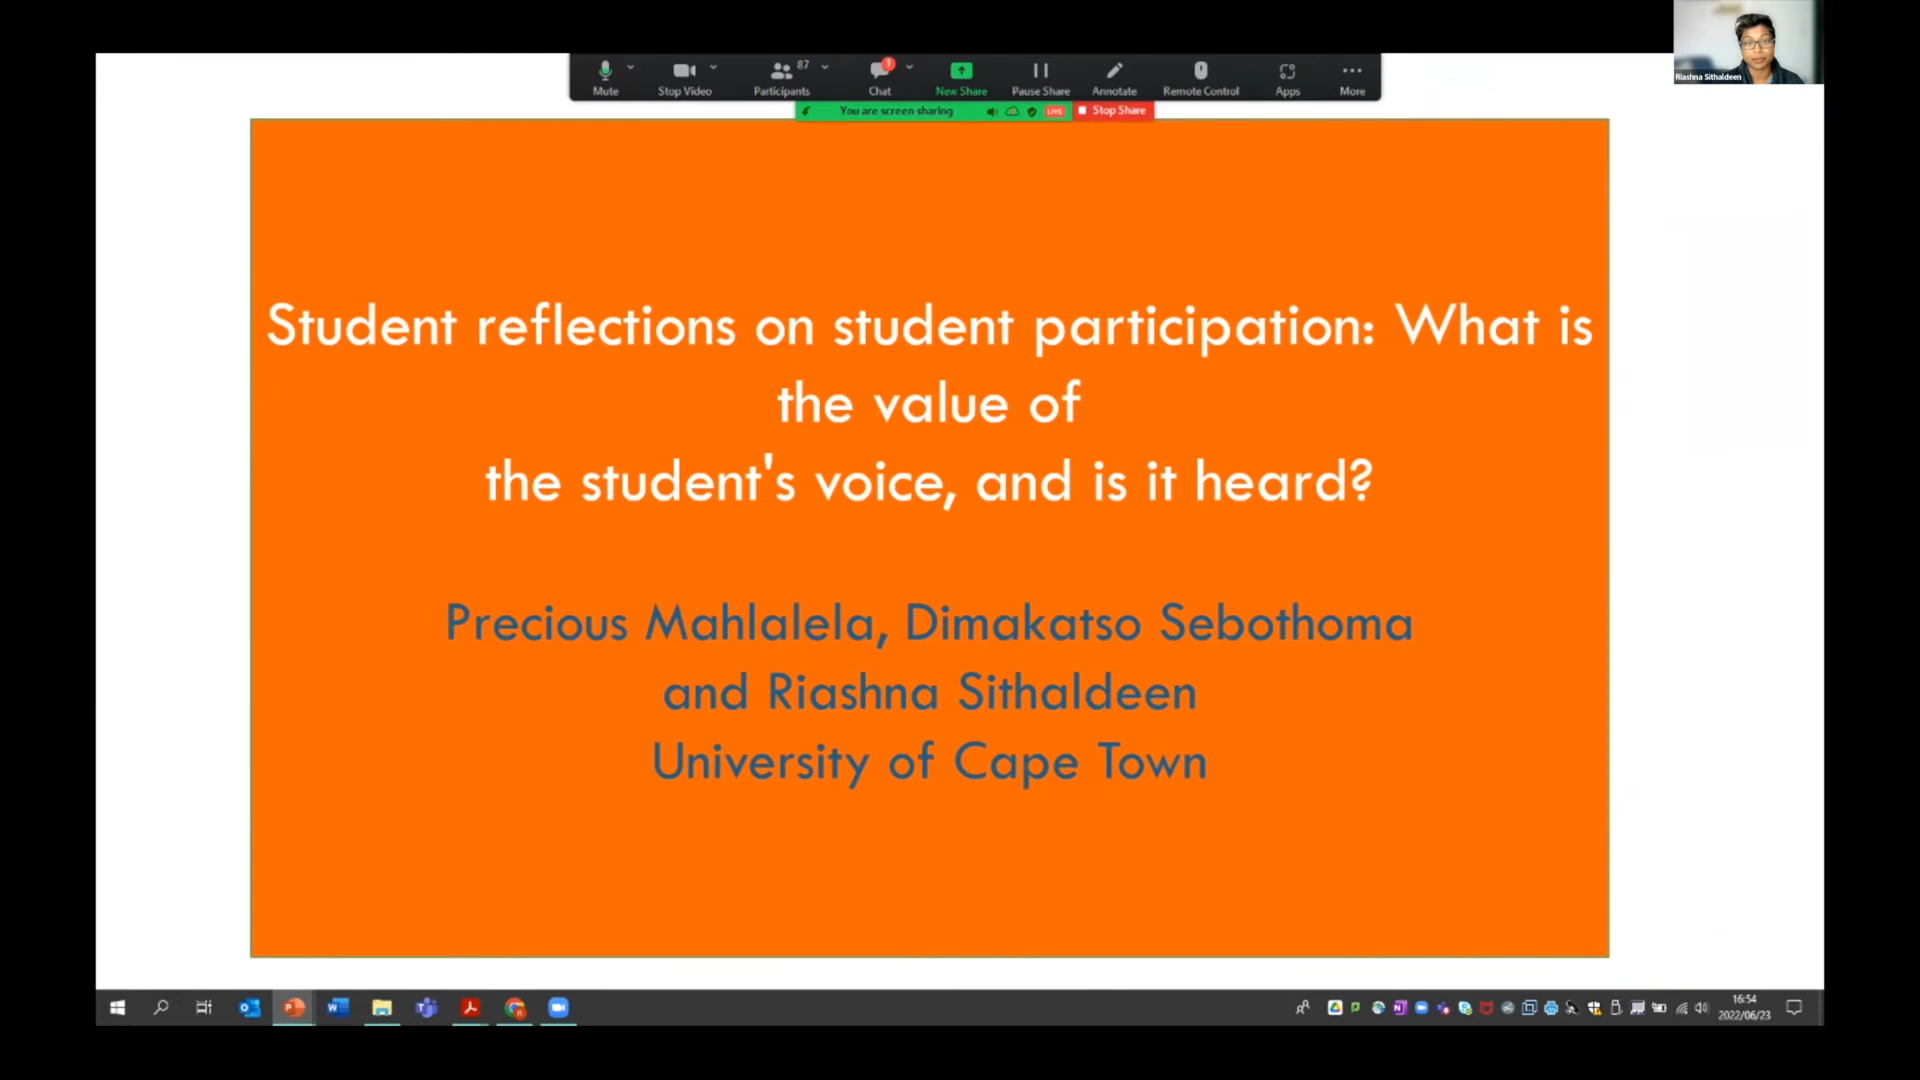 Riashna Sithaldeen
87
1
Mute
Stop Video
Participants
Chat
New Share
Pause Share
Annotate
Remote Control
Apps
More
You are screen sharing
LIVE
Stop Share
Student reflections on student participation: What is
the value of
the student's voice, and is it heard?
Precious Mahlalela, Dimakatso Sebothoma
and Riashna Sithaldeen
University of Cape Town
16:54
2022/06/23